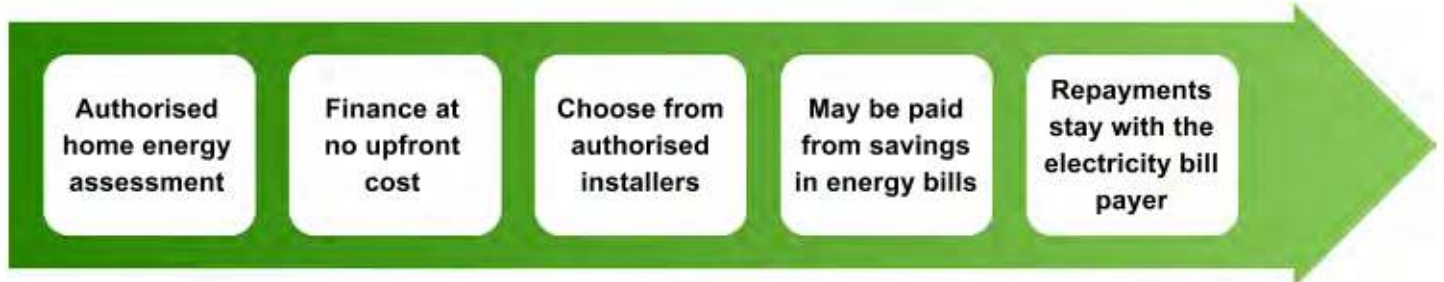 Authorised
home energy
assessment
Finance at
no upfront
cost
Choose from
authorised
installers
May be paid
from savings
in energy bills
Repayments
stay with the
electricity bill
payer